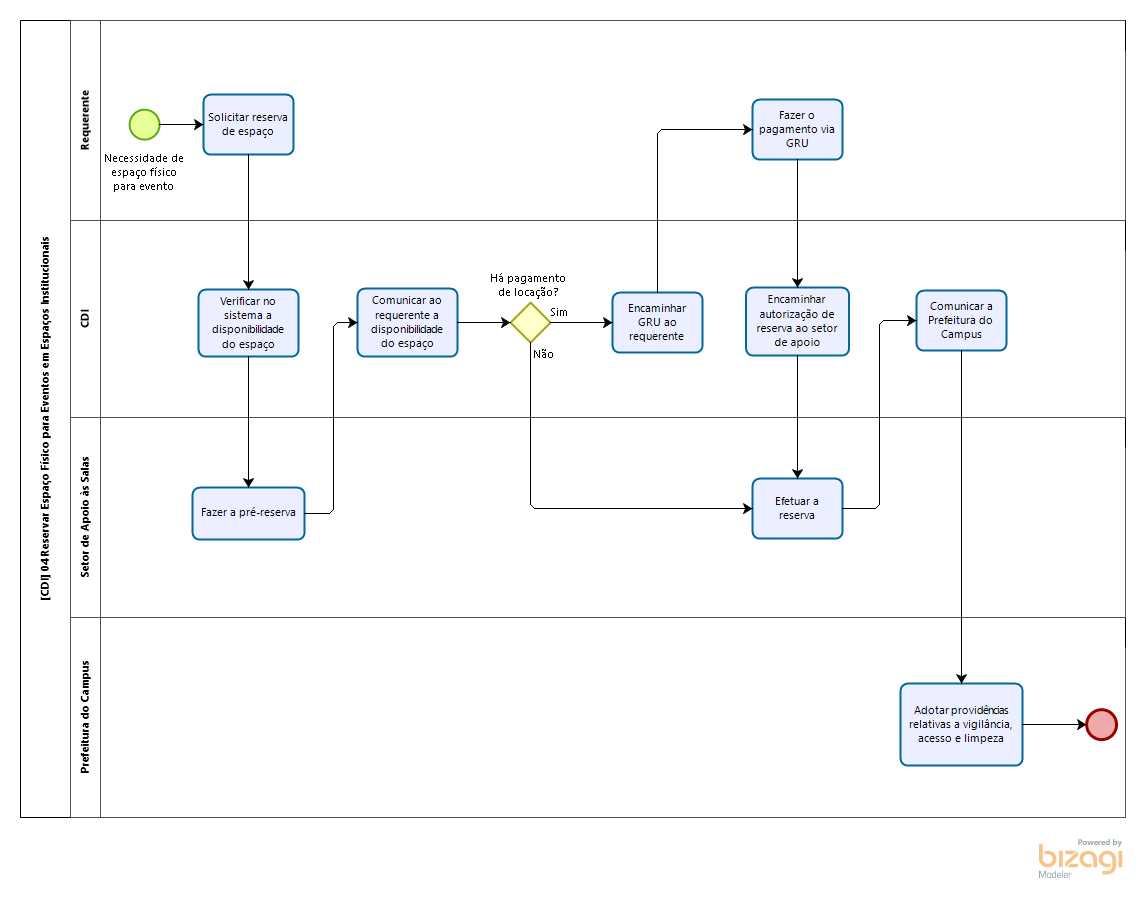 [CDI] 04 Reservar Espaço Físico para Eventos em Espaços Institucionais
Requerente
Necessidade de
espaço físico
para evento
Solicitar reserva
de espaço
Fazer o
pagamento via
GRU
CDI
Verificar no
sistema a
disponibilidade
do espaço
Comunicar ao
requerente a
disponibilidade
do espaço
Há pagamento
de locação?
Sim
Não
Encaminhar
GRU ao
requerente
Encaminhar
autorização de
reserva ao setor
de apoio
Comunicar a
Prefeitura do
Campus
Setor de Apoio às Salas
Fazer a pré-reserva
Efetuar a
reserva
Prefeitura do Campus
Adotar providências
relativas a vigilância,
acesso e limpeza
Powered by
bizagi
Modeler